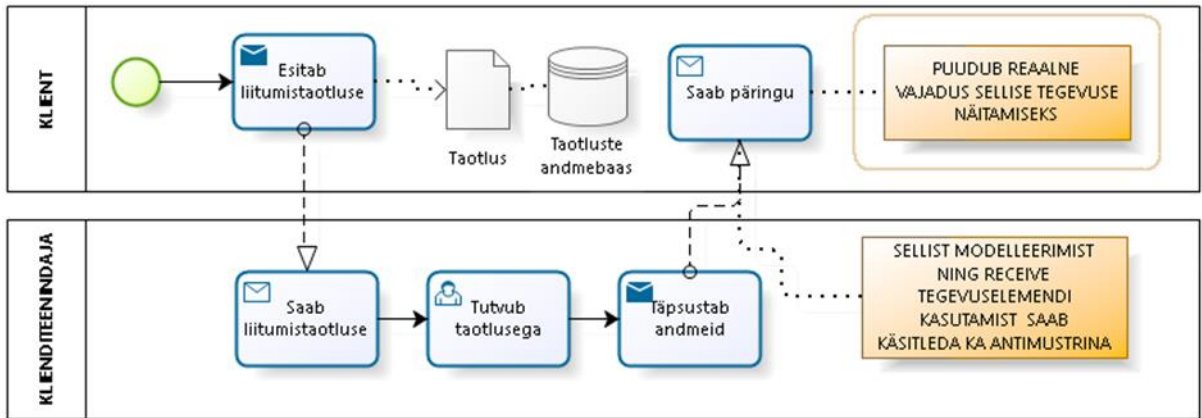 KLIENT
Esitab
liitumistaotluse
Taotlus
Taotluste
andmebaas
Saab päringu
PUUDUB REAALNE
VAJADUS SELLISE TEGEVUSE
NÄITAMISEKS
KLIENDITEENINDAJA
Saab
liitumistaotluse
Tutvub
taotlusega
Täpsustab
andmeid
SELLIST MODELLEERIMIST
NING RECEIVE
TEGEVUSELEMENDI
KASUTAMIST SAAB
KÄSITLEDA KA ANTIMUSTRINA